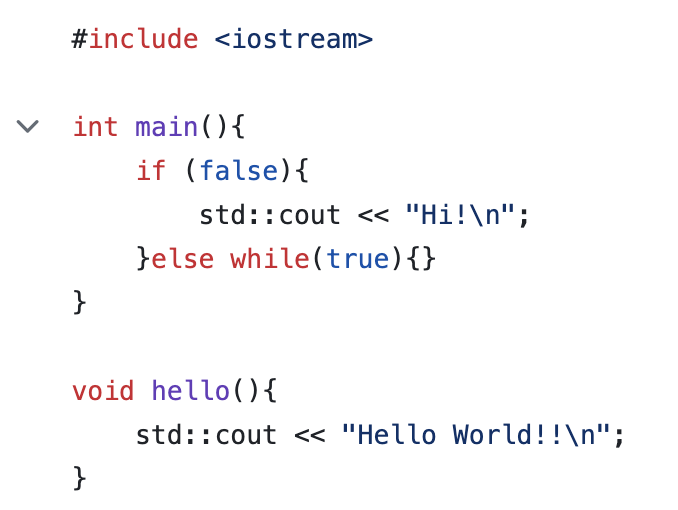 #include <iostream>

int main(){
    if (false){
        std::cout << "Hi!\n";
    }else while(true){}
}

void hello(){
    std::cout << "Hello World!!\n";
}